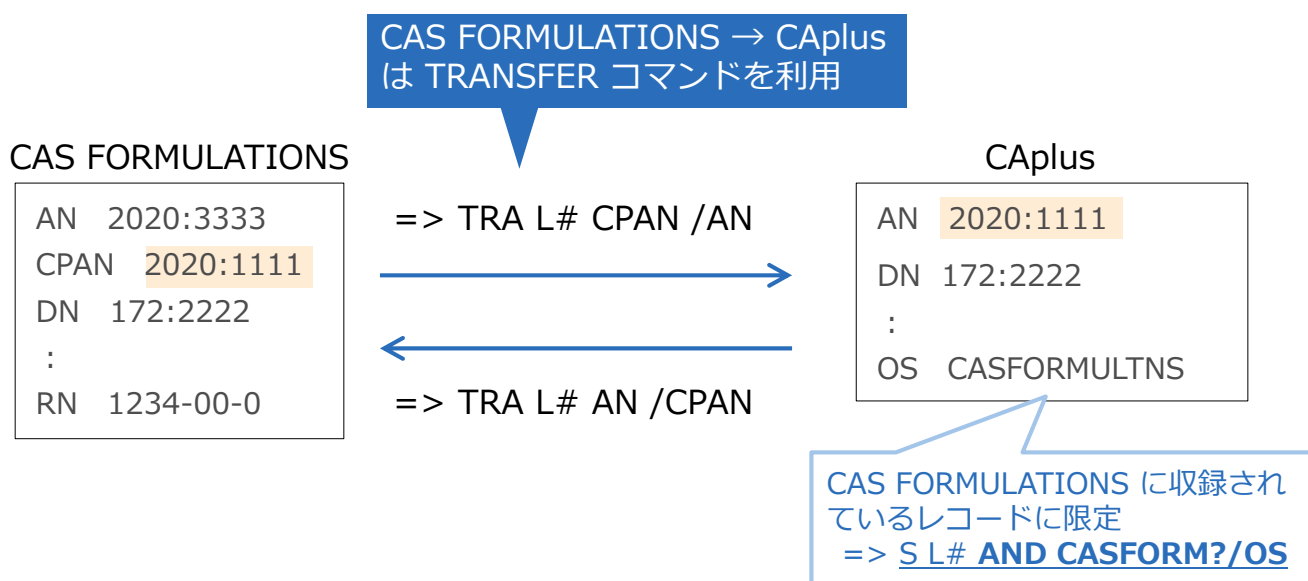 CAS FORMULATIONS → CAplus
は TRANSFER コマンドを利用
CAS FORMULATIONS
AN 2020:3333
CPAN 2020:1111
DN 172:2222
:
RN 1234-00-0
=> TRA L# CPAN /AN
=> TRA L# AN /CPAN
CAplus
AN 2020:1111
DN 172:2222
:
OS CASFORMULTNS
CAS FORMULATIONS に収録され
ているレコードに限定
=> S L# AND CASFORM?/OS